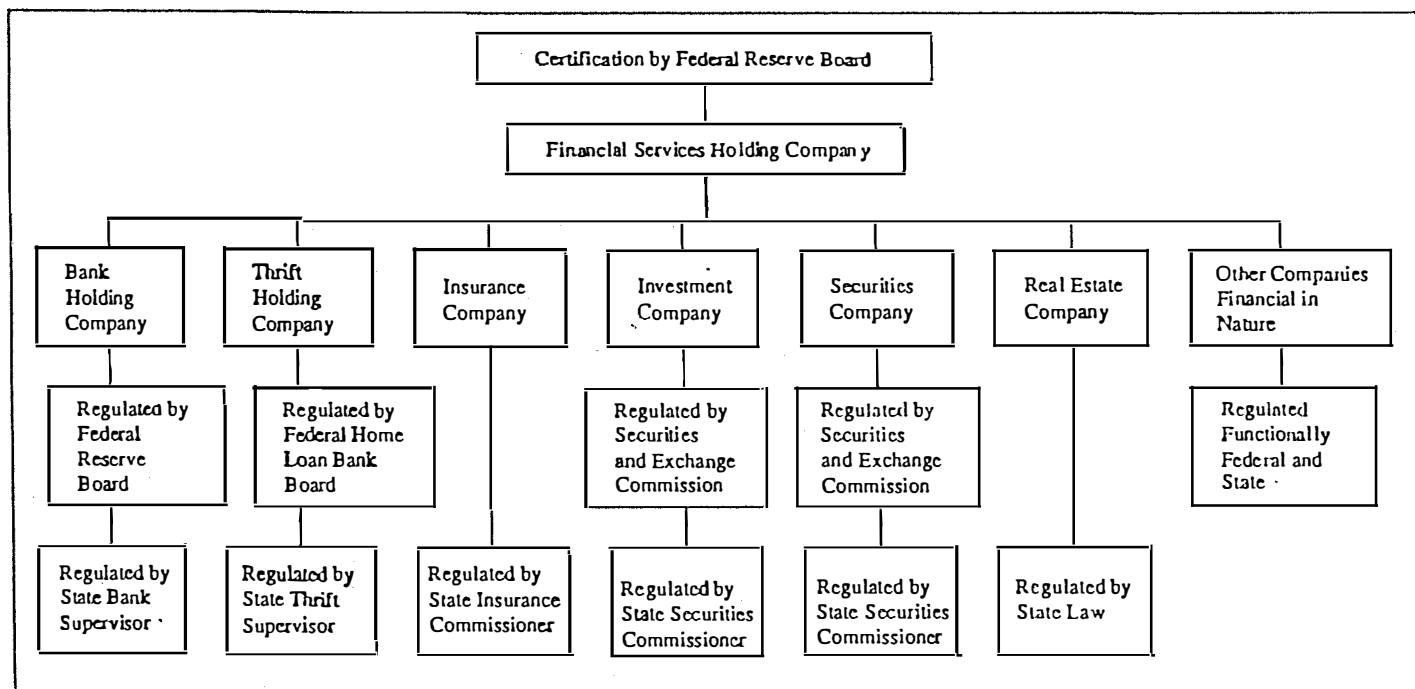 Certification by Federal Reserve Board
Financial Services Holding Company
Bank
Holding
Company
Thrift
Holding
Company
Insurance
Company
Investment
Company
Securities
Company
Real Estate
Company
Other Companies
Financial in
Nature
Regulated by
Federal
Reserve
Board
Regulated by
Federal Home
Loan Bank
Board
Regulated by
Securities
and Exchange
Commission
Regulated by
Securities
and Exchange
Commission
Regulated
Functionally
Federal and
State
Regulated by
State Bank
Supervisor
Regulated by
State Thrift
Supervisor
Regulated by
State Insurance
Commissioner
Regulated by
State Securities
Commissioner
Regulated by
State Securities
Commissioner
Regulated by
State Law